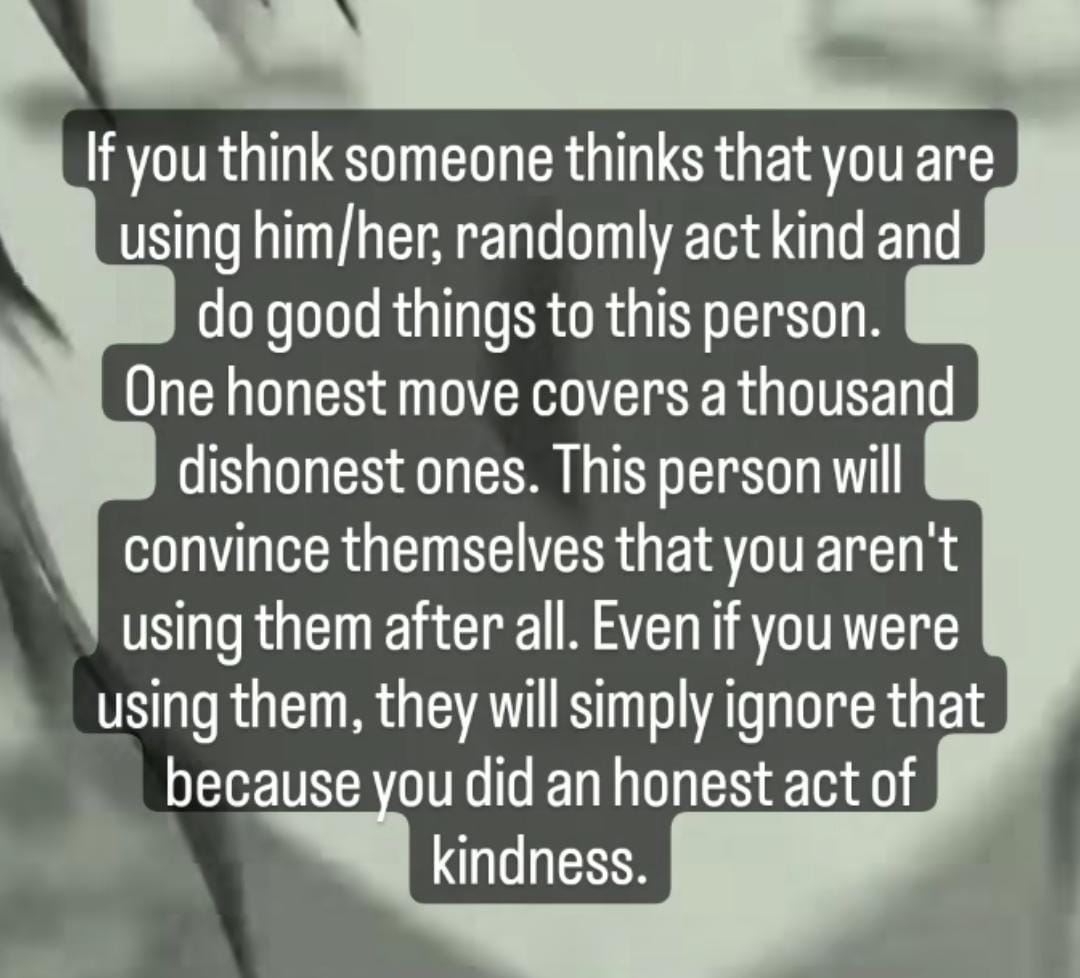 If you think someone thinks that you are
using him/her, randomly act kind and
do good things to this person.
One honest move covers a thousand
dishonest ones. This person will
convince themselves that you aren't
using them after all. Even if you were
using them, they will simply ignore that
because you did an honest act of
kindness.